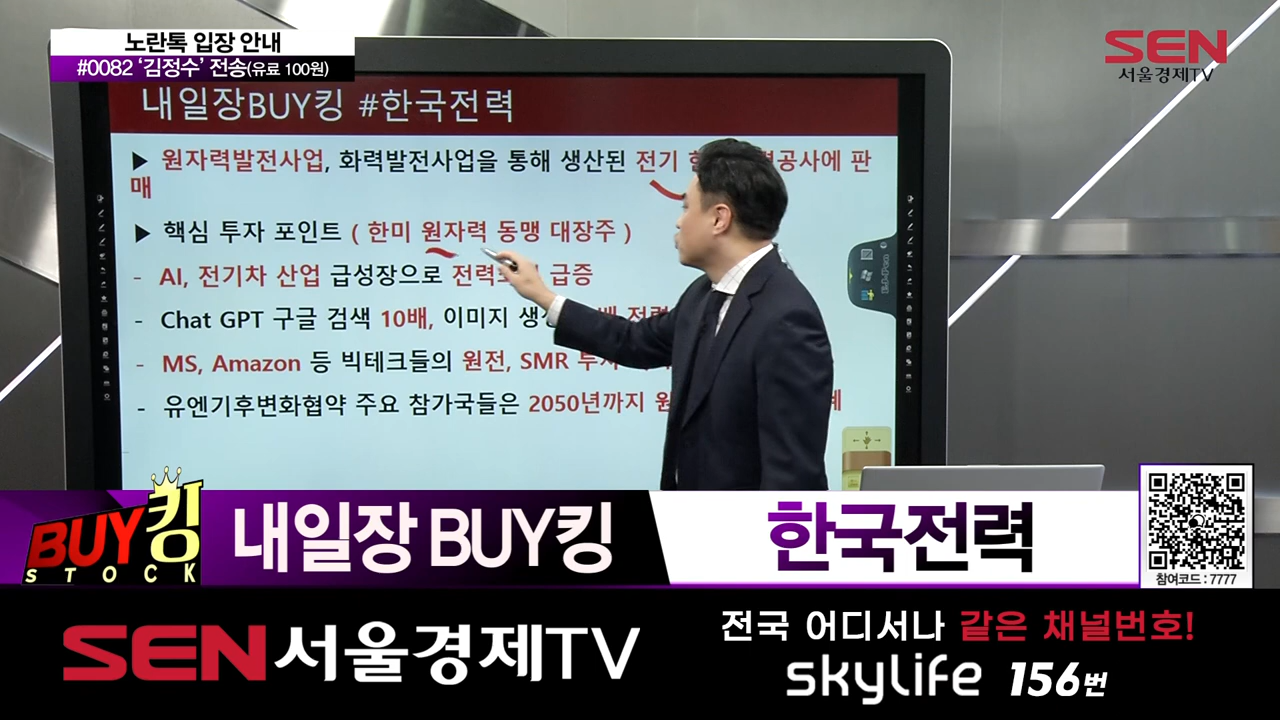 노란톡 입장 안내
#0082 ‘김정수’ 전송(유료 100원)
SEN
서울경제TV
내일장BUY킹 #한국전력
▶ 원자력발전사업, 화력발전사업을 통해 생산된 전기 공사에 판
매
▶ 핵심 투자 포인트 ( 한미 원자력 동맹 대장주 )
- AI, 전기차 산업 급성장으로 급증
- Chat GPT 구글 검색 10배, 이미지
- MS, Amazon 등 빅테크들의 원전, SMR
- 유엔기후변화협약 주요 참가국들은 2050년까지
BUY킹
STOCK
내일장 BUY킹
한국전력
참여코드 : 7777
SEN서울경제TV
전국 어디서나 같은 채널번호!
skylife 156번